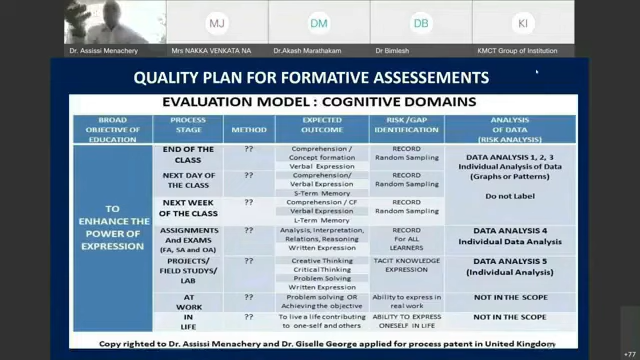 MJ
DM
DB
KI
Dr. Assissi Menachery
Mrs NAKKA VENKATA NA
Dr.Akash Marathakam
Dr Bimlesh
KMCT Group of Institution
QUALITY PLAN FOR FORMATIVE ASSESSEMENTS
EVALUATION MODEL : COGNITIVE DOMAINS
BROAD
OBJECTIVE OF
EDUCATION
PROCESS
STAGE
METHOD
EXPECTED
OUTCOME
RISK/GAP
IDENTIFICATION
ANALYSIS
OF DATA
(RISK ANALYSIS)
TO
ENHANCE THE
POWER OF
EXPRESSION
END OF THE
CLASS
??
Comprehension /
Concept formation
Verbal Expression
RECORD
Random Sampling
DATA ANALYSIS 1, 2, 3
Individual Analysis of Data
(Graphs or Patterns)
Do not Label
NEXT DAY OF
THE CLASS
??
Comprehension/
Verbal Expression
S-Term Memory
RECORD
Random Sampling
NEXT WEEK
OF THE CLASS
??
Comprehension / CF
Verbal Expression
L-Term Memory
RECORD
Random Sampling
ASSIGNMENTS
And EXAMS
(FA, SA and OA)
??
Analysis, Interpretation,
Relations, Reasoning
Written Expression
RECORD
For ALL
LEARNERS
DATA ANALYSIS 4
Individual Data Analysis
PROJECTS/
FIELD STUDYS/
LAB
??
Creative Thinking
Critical Thinking
Problem Solving
Written Expression
TACIT KNOWLEDGE
EXPRESSION
DATA ANALYSIS 5
(Individual Analysis)
AT
WORK
??
Problem solving OR
Achieving the objective
Ability to express in
real work
NOT IN THE SCOPE
IN
LIFE
??
To live a life contributing
to one-self and others
ABILITY TO EXPRESS
ONESELF IN LIFE
NOT IN THE SCOPE
Copy righted to Dr. Assissi Menachery and Dr. Giselle George applied for process patent in United Kingdom
+77